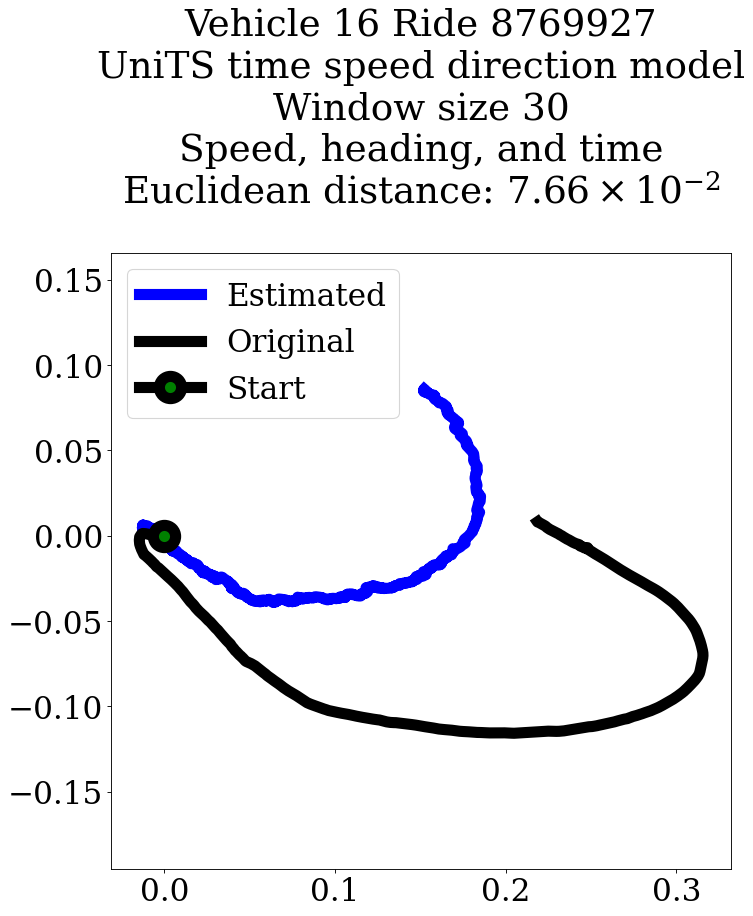 Vehicle 16 Ride 8769927
UniTS time speed direction model
Window size 30
Speed, heading, and time
Euclidean distance: 7.66 × 10⁻²
Estimated
Original
Start
0.15
0.10
0.05
0.00
−0.05
−0.10
−0.15
0.0 0.1 0.2 0.3